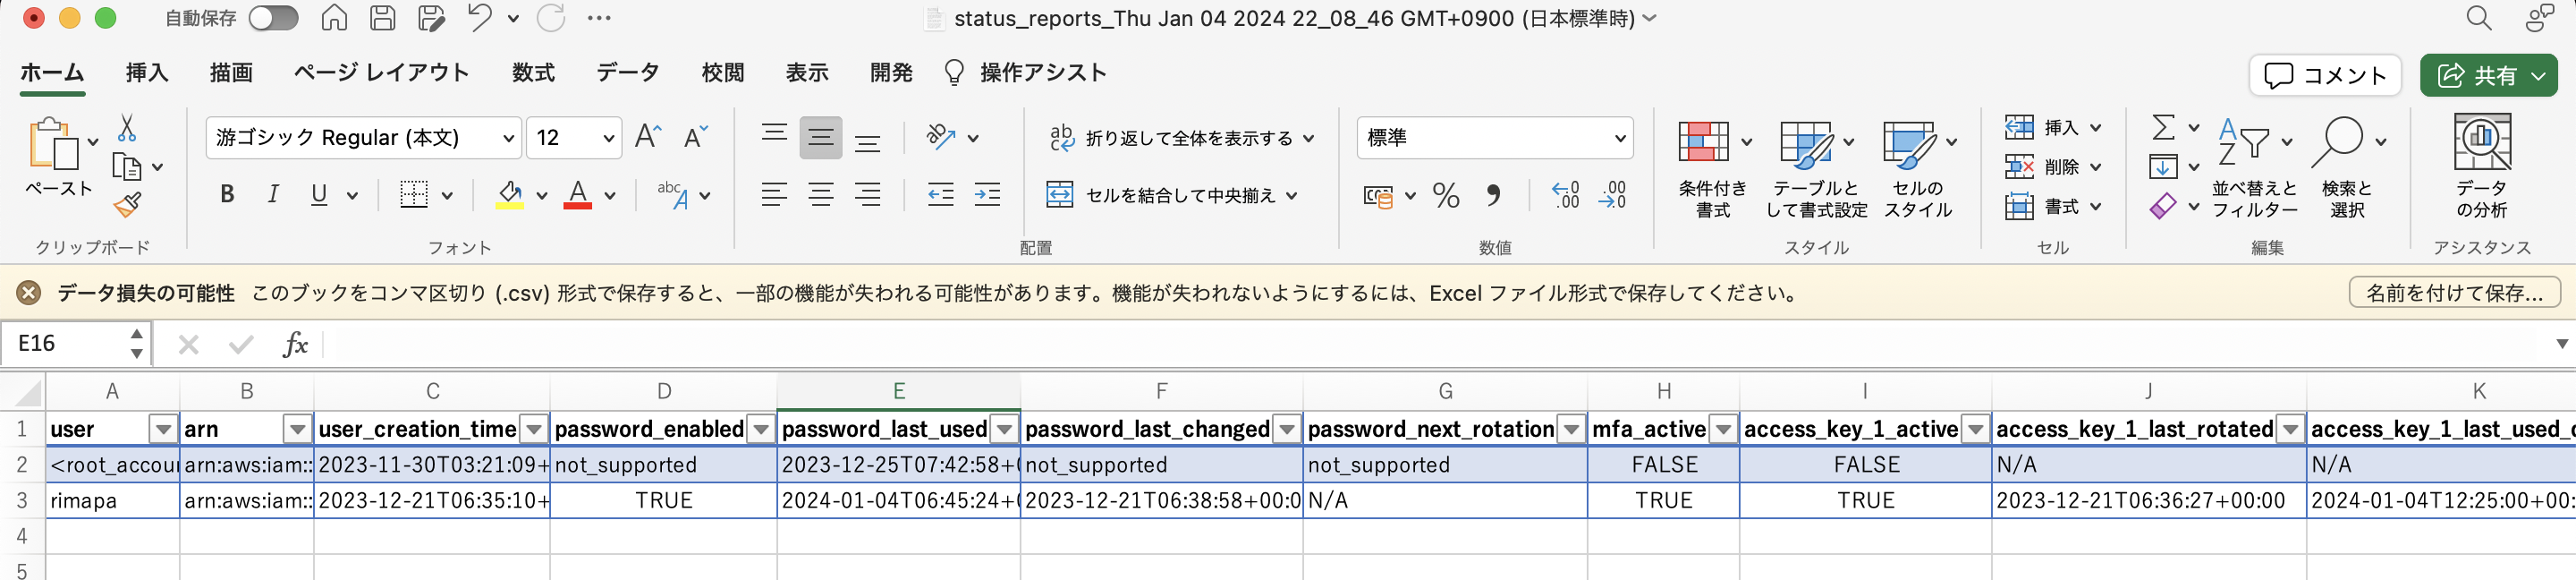 自動保存
status_reports_Thu Jan 04 2024 22_08_46 GMT+0900 (日本標準時)
ホーム 挿入 描画 ページ レイアウト 数式 データ 校閲 表示 開発 操作アシスト コメント 共有
ペースト
游ゴシック Regular (本文) 12
折り返して全体を表示する
セルを結合して中央揃え
標準
条件付き書式
テーブルとして書式設定
セルのスタイル
挿入
削除
書式
並べ替えとフィルター
検索と選択
データの分析
クリップボード フォント 配置 数値 スタイル セル 編集 アシスタンス
データ損失の可能性 このブックをコンマ区切り (.csv) 形式で保存すると、一部の機能が失われる可能性があります。機能が失われないようにするには、Excel ファイル形式で保存してください。 名前を付けて保存...
E16 fx
A B C D E F G H I J K
1 user arn user_creation_time password_enabled password_last_used password_last_changed password_next_rotation mfa_active access_key_1_active access_key_1_last_rotated access_key_1_last_used_
2 <root_accou arn:aws:iam:: 2023-11-30T03:21:09+ not_supported 2023-12-25T07:42:58+ not_supported not_supported FALSE FALSE N/A N/A
3 rimapa arn:aws:iam:: 2023-12-21T06:35:10+ TRUE 2024-01-04T06:45:24+ 2023-12-21T06:38:58+00:0 N/A TRUE TRUE 2023-12-21T06:36:27+00:00 2024-01-04T12:25:00+00:
4
5